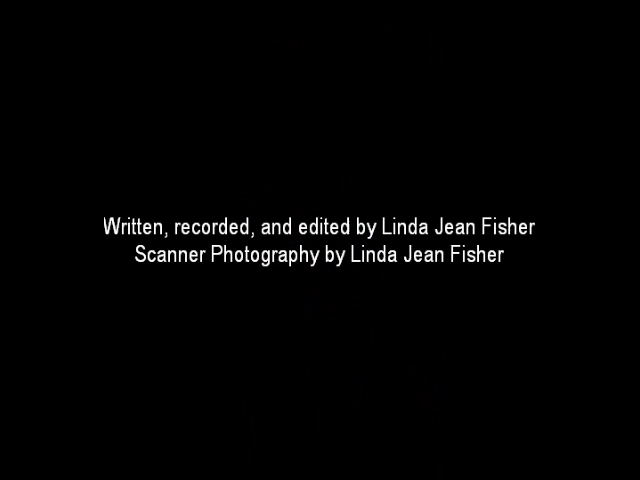 Written, recorded, and edited by Linda Jean Fisher
Scanner Photography by Linda Jean Fisher